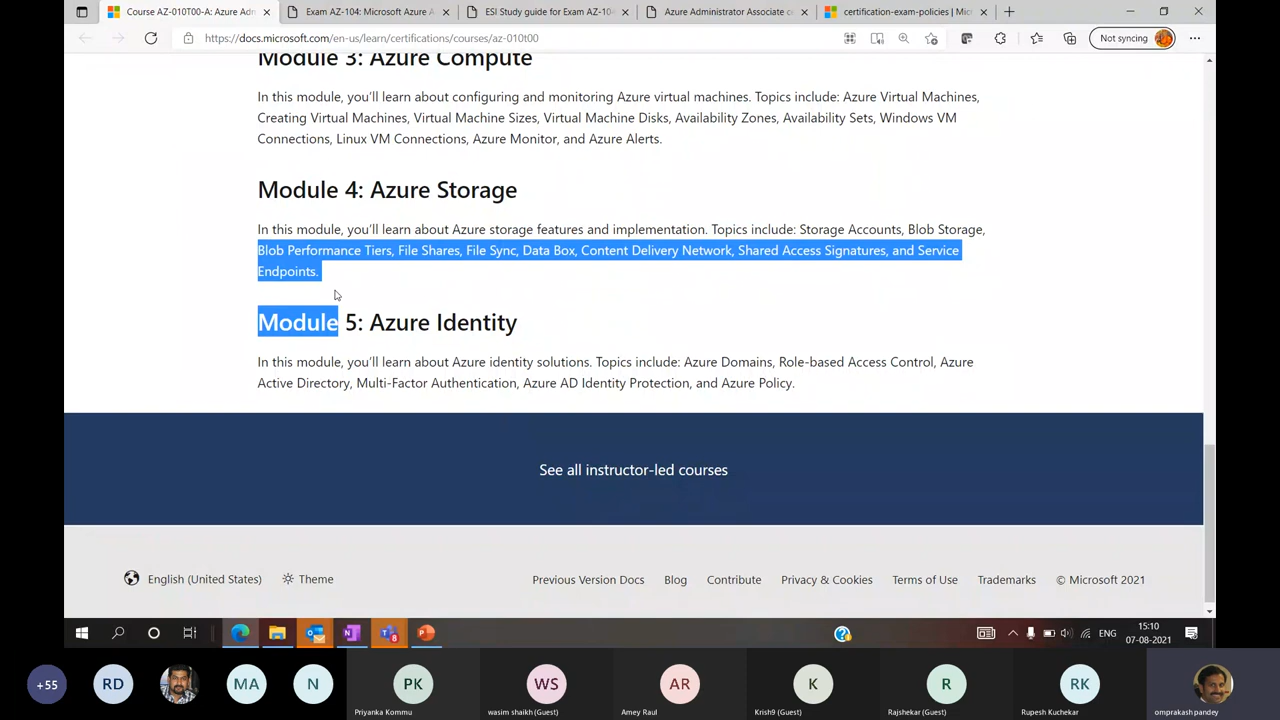 Course AZ-010T00-A: Azure Adm
Exam AZ-104: Microsoft Azure A
ESI Study guide for Exam AZ-104
Azure Administrator Associate ce
certification-exam-policies | Micr
https://docs.microsoft.com/en-us/learn/certifications/courses/az-010t00
Not syncing
Module 3: Azure Compute
In this module, you'll learn about configuring and monitoring Azure virtual machines. Topics include: Azure Virtual Machines,
Creating Virtual Machines, Virtual Machine Sizes, Virtual Machine Disks, Availability Zones, Availability Sets, Windows VM
Connections, Linux VM Connections, Azure Monitor, and Azure Alerts.
Module 4: Azure Storage
In this module, you'll learn about Azure storage features and implementation. Topics include: Storage Accounts, Blob Storage,
Blob Performance Tiers, File Shares, File Sync, Data Box, Content Delivery Network, Shared Access Signatures, and Service
Endpoints.
Module 5: Azure Identity
In this module, you'll learn about Azure identity solutions. Topics include: Azure Domains, Role-based Access Control, Azure
Active Directory, Multi-Factor Authentication, Azure AD Identity Protection, and Azure Policy.
See all instructor-led courses
English (United States)
Theme
Previous Version Docs
Blog
Contribute
Privacy & Cookies
Terms of Use
Trademarks
© Microsoft 2021
ENG
15:10
07-08-2021
+55
RD
MA
N
PK
Priyanka Kommu
WS
wasim shaikh (Guest)
AR
Amey Raul
K
Krish9 (Guest)
R
Rajshekar (Guest)
RK
Rupesh Kuchekar
omprakash pandey